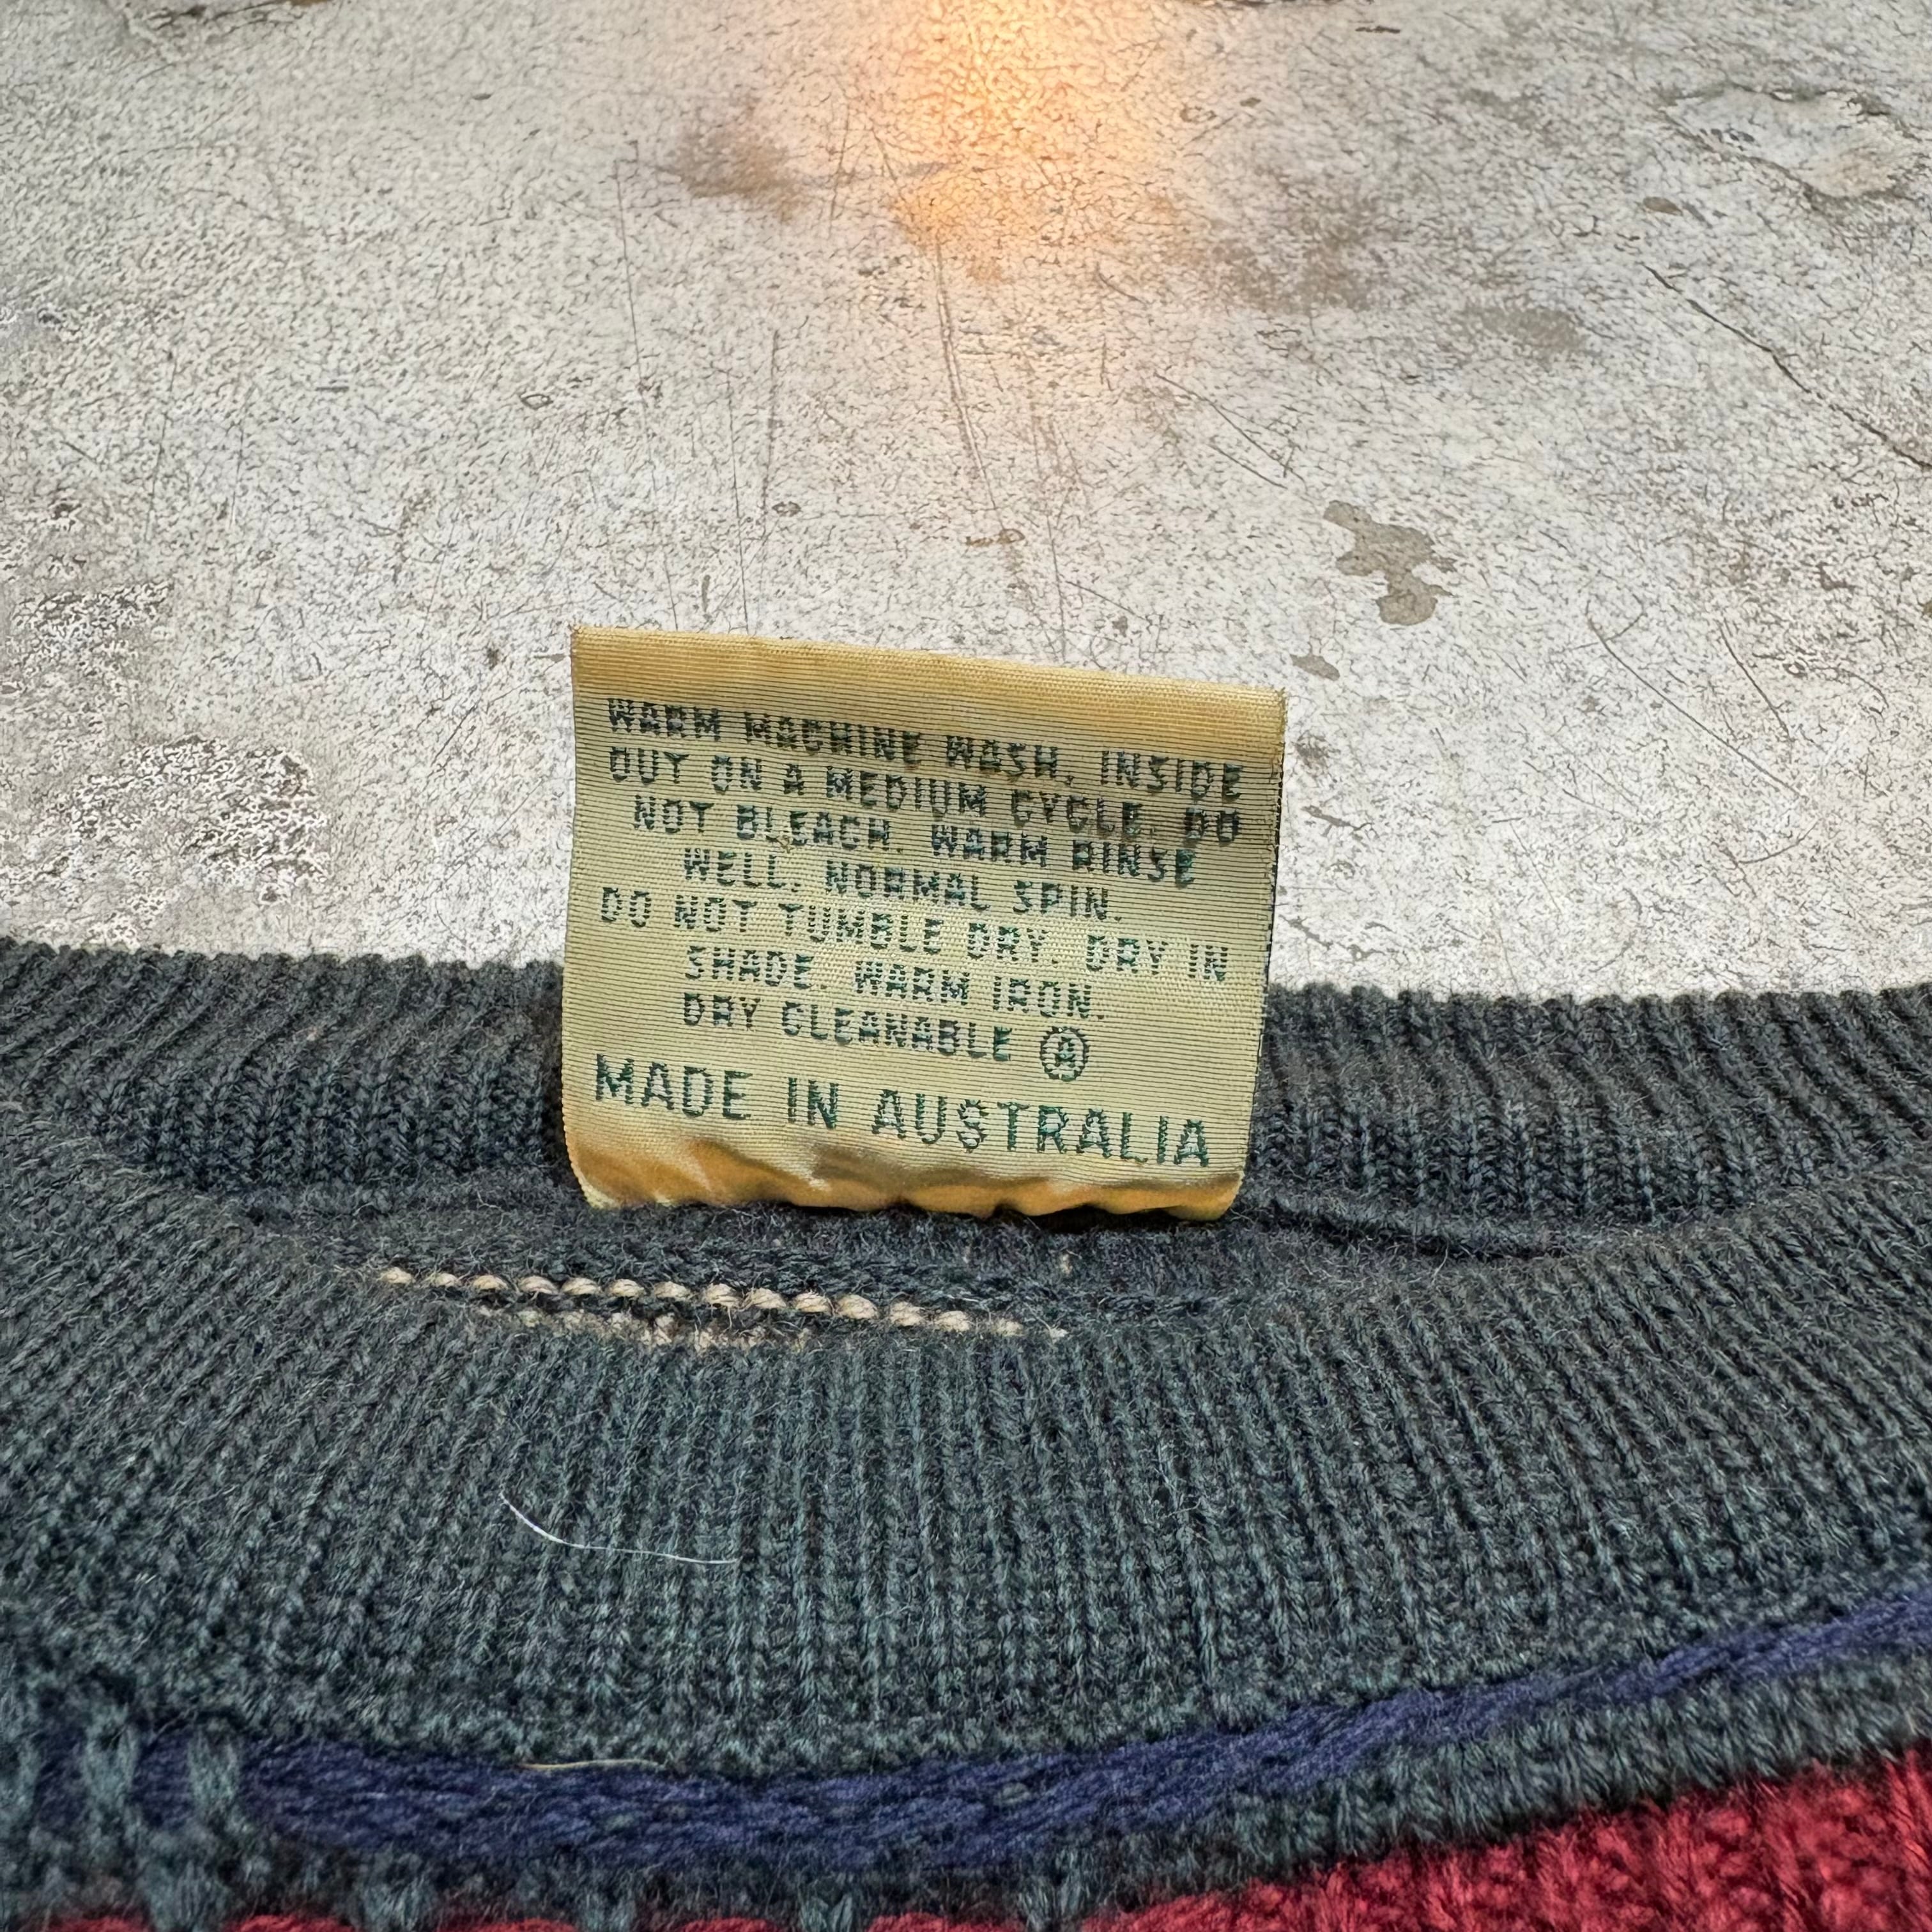 WARM MACHINE WASH, INSIDE
OUT ON A MEDIUM CYCLE. DO
NOT BLEACH. WARM RINSE
WELL. NORMAL SPIN.
DO NOT TUMBLE DRY. DRY IN
SHADE. WARM IRON.
DRY CLEANABLE Ⓐ
MADE IN AUSTRALIA